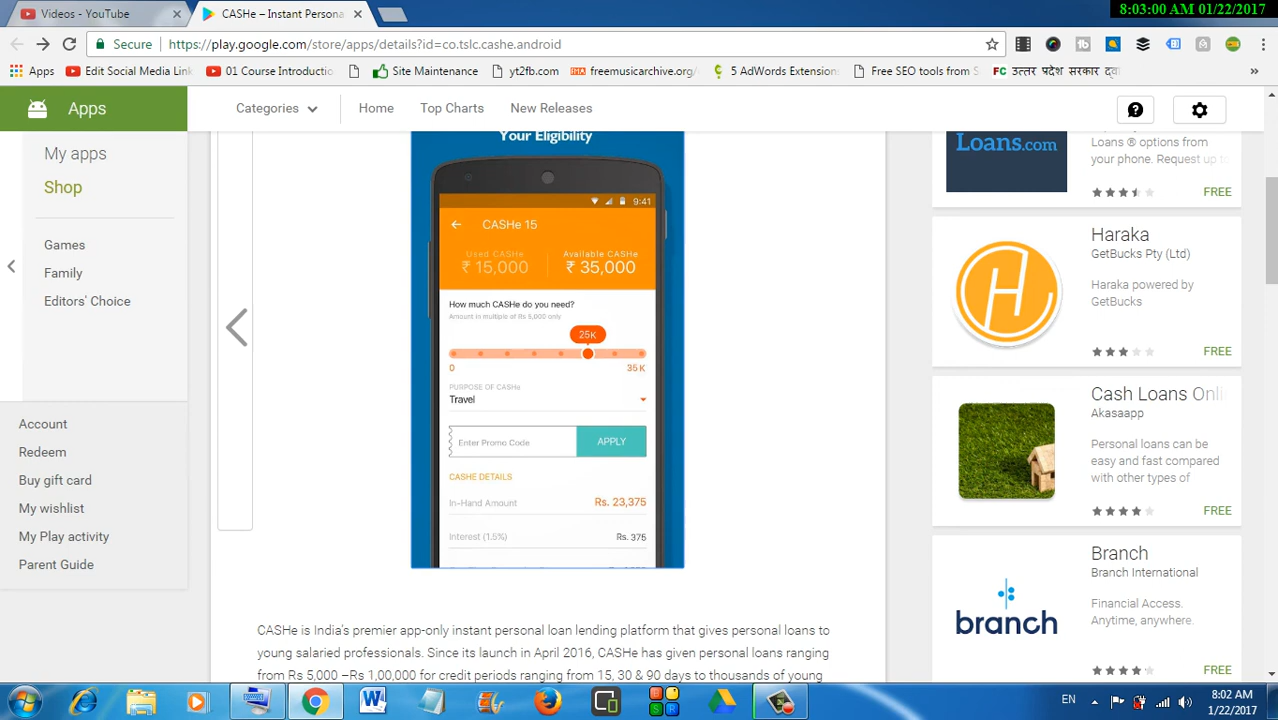 8:03:00 AM 01/22/2017
Videos - YouTube
CASHe – Instant Persona
Secure
https://play.google.com/store/apps/details?id=co.tslc.cashe.android
Apps
Edit Social Media Link
01 Course Introductio
Site Maintenance
yt2fb.com
freemusicarchive.org/
5 AdWords Extension
Free SEO tools from
FC उत्तर प्रदेश सरकार द्वा
Apps
Categories
Home
Top Charts
New Releases
My apps
Shop
Games
Family
Editors' Choice
Account
Redeem
Buy gift card
My wishlist
My Play activity
Parent Guide
Your Eligibility
9:41
CASHe 15
Used CASHe
Available CASHe
₹ 15,000
₹ 35,000
How much CASHe do you need?
Amount in multiple of Rs 5,000 only
25K
0
35 K
PURPOSE OF CASHe
Travel
Enter Promo Code
APPLY
CASHE DETAILS
In-Hand Amount
Rs. 23,375
Interest (1.5%)
Rs. 375
CASHe is India's premier app-only instant personal loan lending platform that gives personal loans to
young salaried professionals. Since its launch in April 2016, CASHe has given personal loans ranging
from Rs 5,000 –Rs 1,00,000 for credit periods ranging from 15, 30 & 90 days to thousands of young
Loans.com
Loans ® options from
your phone. Request up to
FREE
Haraka
GetBucks Pty (Ltd)
Haraka powered by
GetBucks
FREE
Cash Loans Onli
Akasaapp
Personal loans can be
easy and fast compared
with other types of
FREE
Branch
Branch International
Financial Access.
Anytime, anywhere.
branch
FREE
EN
8:02 AM
1/22/2017